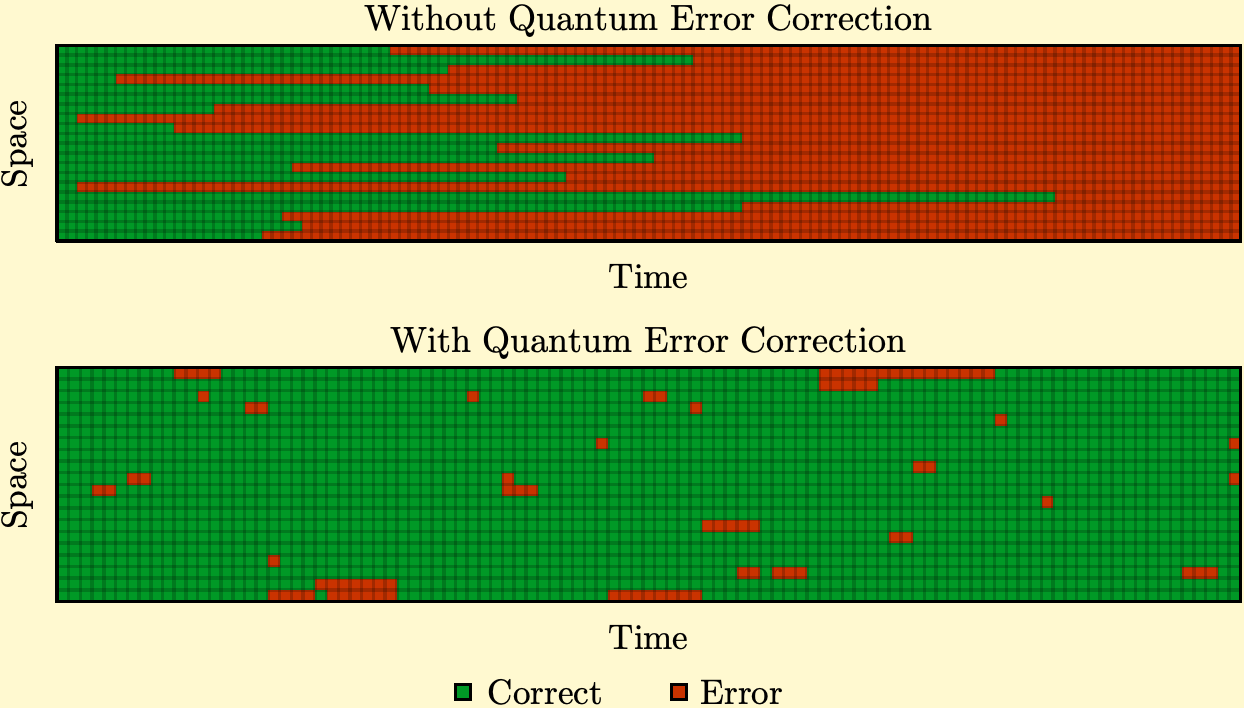 Without Quantum Error Correction
Space
Time
With Quantum Error Correction
Space
Time
Correct
Error